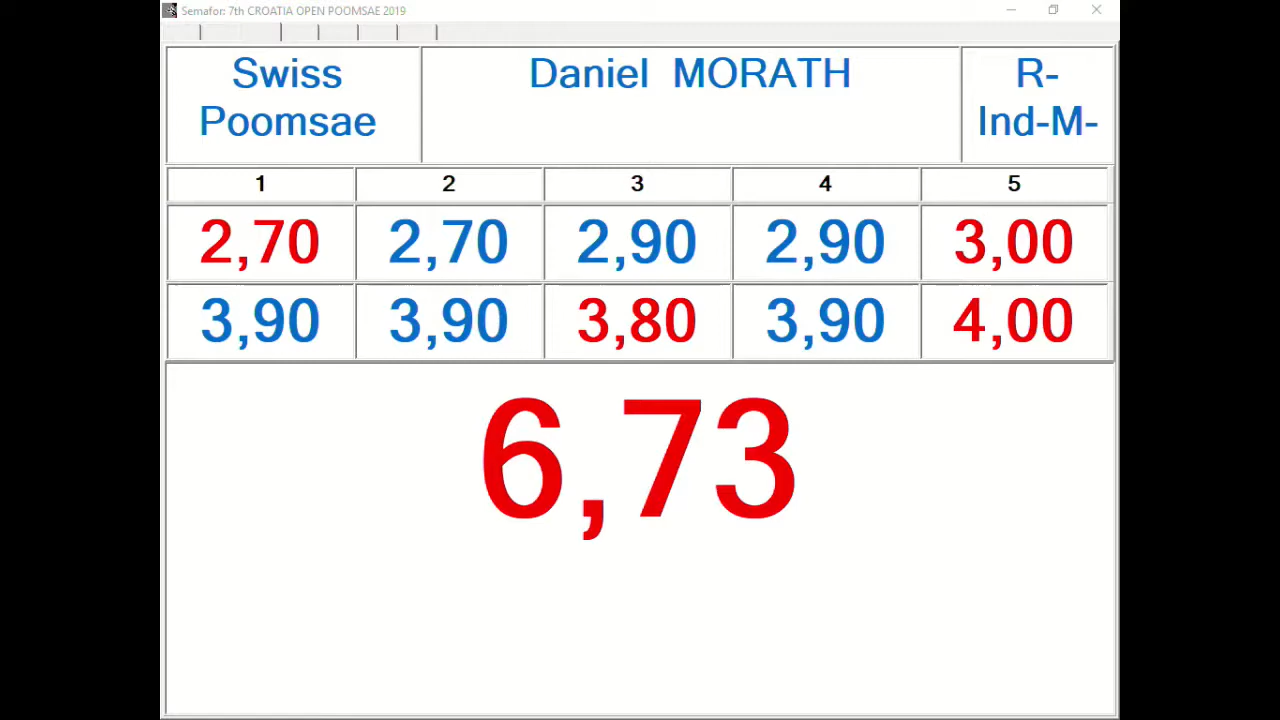 Semafor: 7th CROATIA OPEN POOMSAE 2019
Swiss
Poomsae
Daniel MORATH
R-
Ind-M-
1 2 3 4 5
2,70 2,70 2,90 2,90 3,00
3,90 3,90 3,80 3,90 4,00
6,73